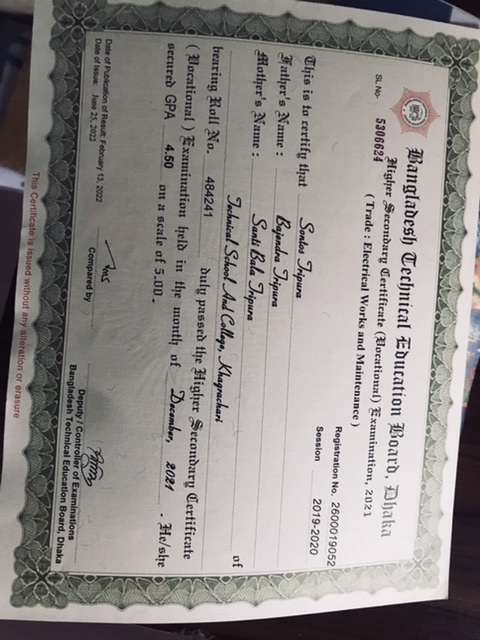 Bangladesh Technical Education Board, Dhaka
Higher Secondary Certificate (Vocational) Examination, 2021
( Trade : Electrical Works and Maintenance )
SL No- 5306624
Registration No. 2600019052
Session 2019-2020
This is to certify that Sontos Tripura
Father's Name : Bajendra Tripura
Mother's Name : Santi Bala Tripura
Technical School And College, Khagrachari of
bearing Roll No. 484241 duly passed the Higher Secondary Certificate
( Vocational ) Examination held in the month of December, 2021 . He/she
secured GPA 4.50 on a scale of 5.00.
Date of Publication of Result: February 13, 2022
Date of Issue: June 25, 2022
Compared by
Deputy / Controller of Examinations
Bangladesh Technical Education Board, Dhaka
This Certificate is issued without any alteration or erasure